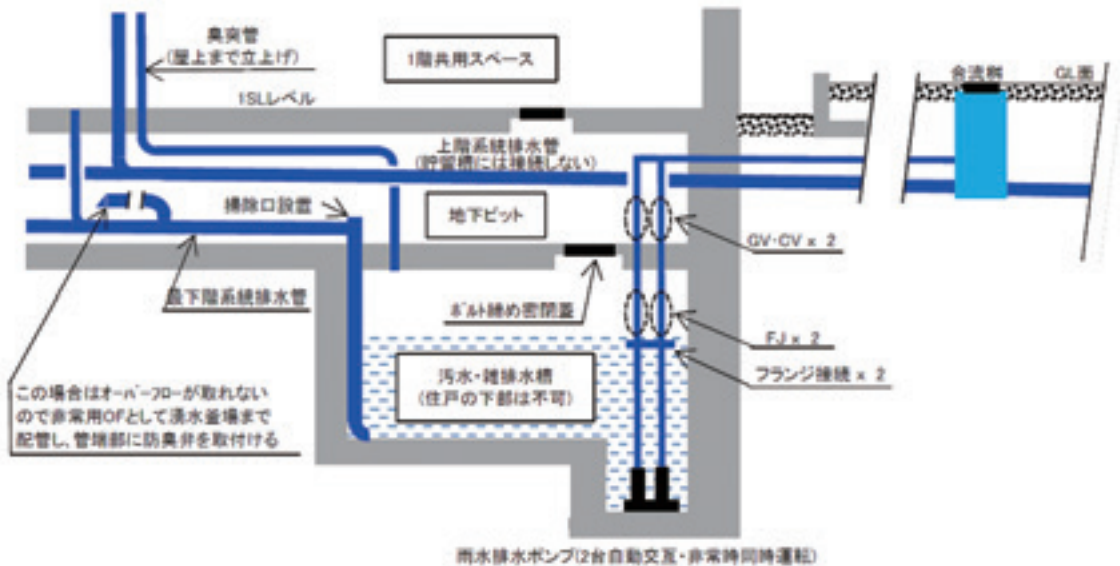 臭突管
(屋上まで立上げ)
1階共用スペース
1SLレベル
合流桝
GL面
上階系統排水管
(貯留槽には接続しない)
掃除口設置
地下ピット
GV・CV x 2
最下階系統排水管
ボルト締め密閉蓋
FJ x 2
フランジ接続 x 2
汚水・雑排水槽
(住戸の下部は不可)
この場合はオーバーフローが取れない
ので非常用OFとして湧水釜場まで
配管し、管端部に防臭弁を取付ける
雨水排水ポンプ(2台自動交互・非常時同時運転)